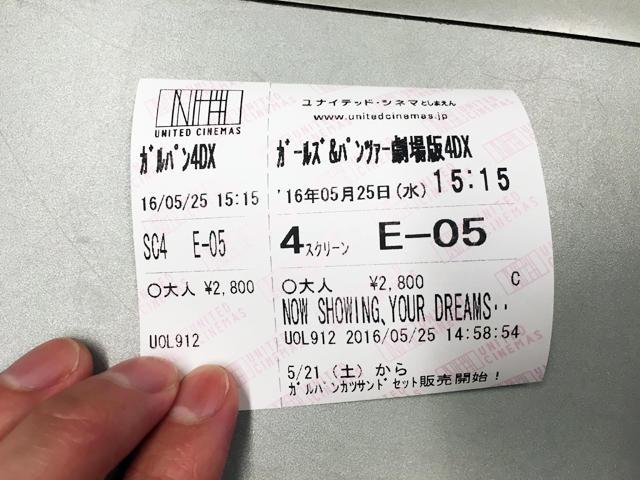 UNITED CINEMAS
ガルパン4DX
16/05/25 15:15
SC4 E-05
○大人 ¥2,800
UOL912
ユナイテッド・シネマとしまえん
www.unitedcinemas.jp
ガールズ&パンツァー劇場版4DX
'16年05月25日(水) 15:15
4スクリーン E-05
○大人 ¥2,800 C
NOW SHOWING,YOUR DREAMS..
UOL912 2016/05/25 14:58:54
5/21 (土) から
ガルパンカツサンドセット販売開始!